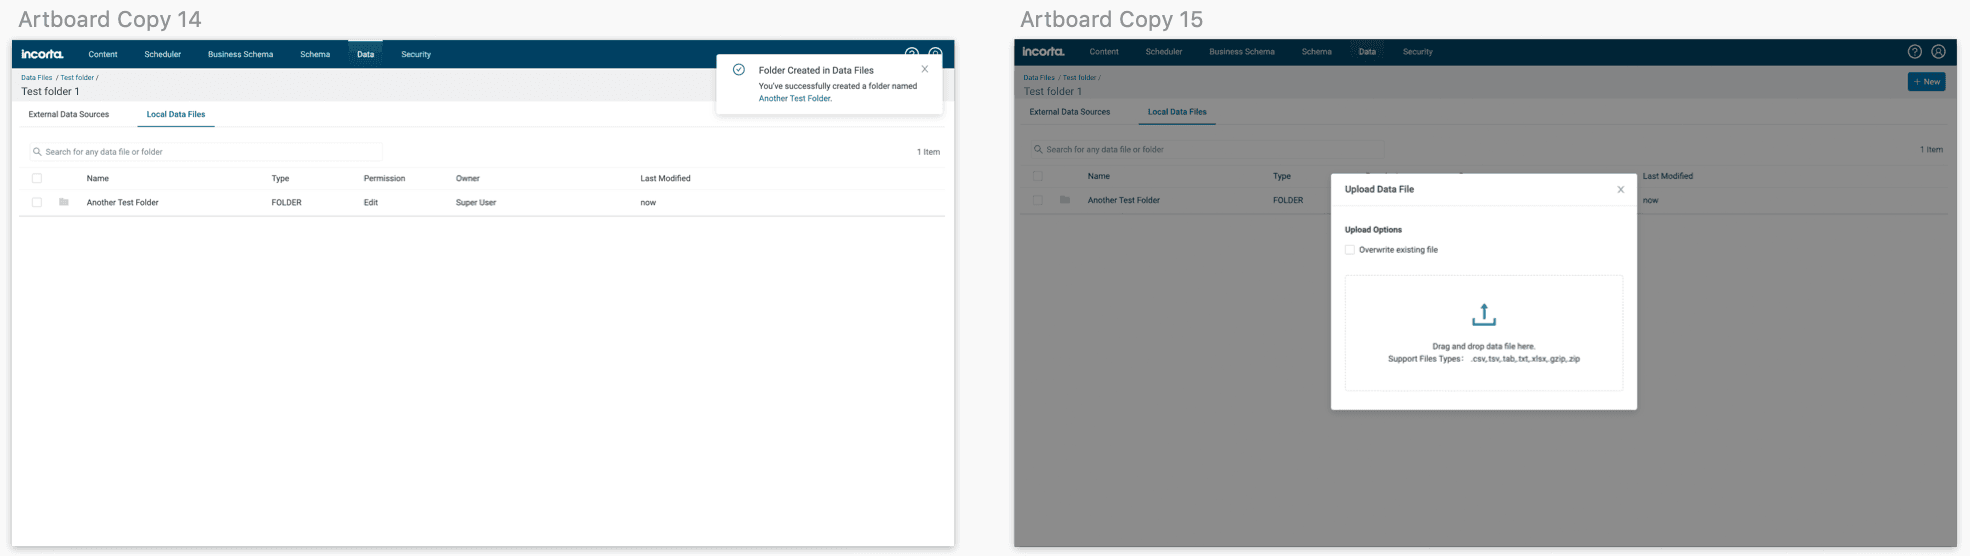 Artboard Copy 14
incorta.
Content
Scheduler
Business Schema
Schema
Data
Security
Data Files / Test folder /
Test folder 1
Folder Created in Data Files
You've successfully created a folder named
Another Test Folder.
External Data Sources
Local Data Files
Search for any data file or folder
1 Item
Name
Type
Permission
Owner
Last Modified
Another Test Folder
FOLDER
Edit
Super User
now
Artboard Copy 15
incorta.
Content
Scheduler
Business Schema
Schema
Data
Security
Data Files / Test folder /
Test folder 1
+ New
External Data Sources
Local Data Files
Search for any data file or folder
1 Item
Name
Type
Last Modified
Another Test Folder
FOLDER
now
Upload Data File
Upload Options
Overwrite existing file
Drag and drop data file here.
Support Files Types: .csv,.tsv,.tab,.txt,.xlsx,.gzip,.zip